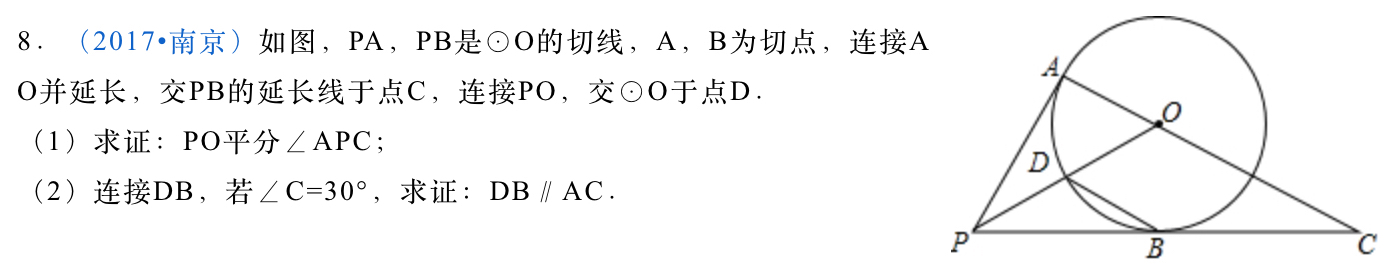 8．（2017•南京）如图，PA，PB是⊙O的切线，A，B为切点，连接A
O并延长，交PB的延长线于点C，连接PO，交⊙O于点D．
（1）求证：PO平分∠APC；
（2）连接DB，若∠C=30°，求证：DB∥AC．
A
O
D
P
B
C